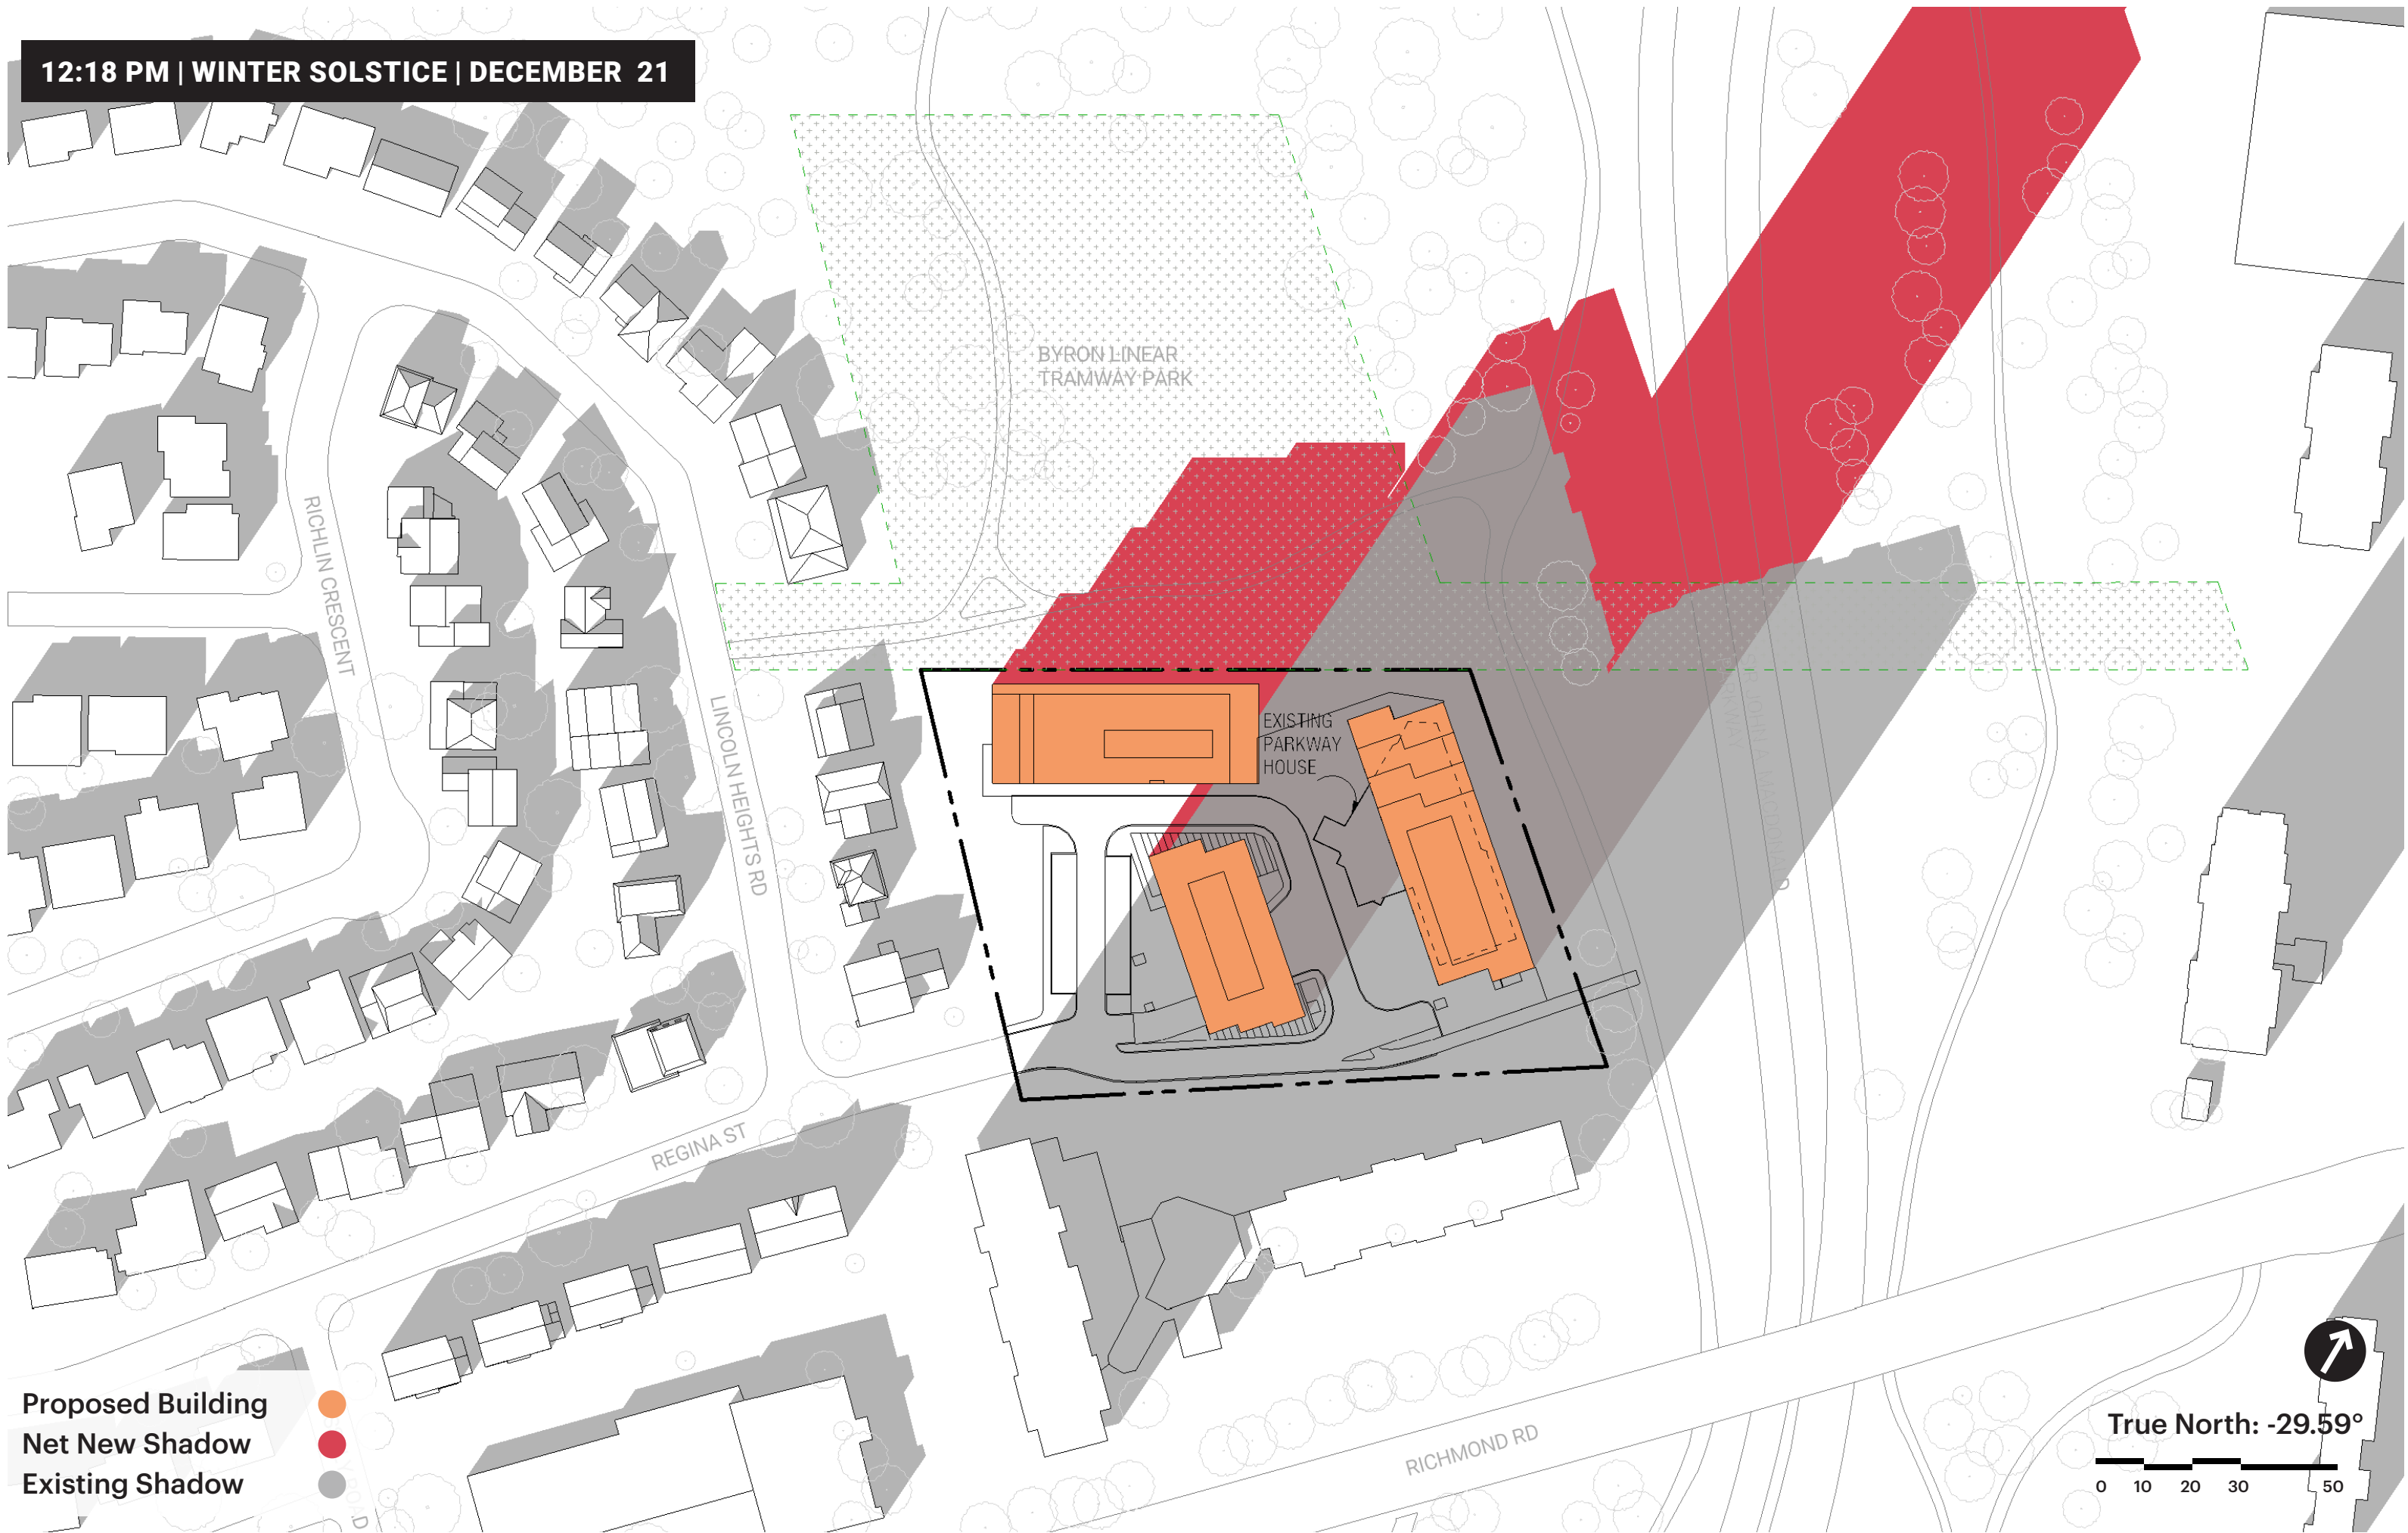 12:18 PM | WINTER SOLSTICE | DECEMBER 21
BYRON LINEAR
TRAMWAY PARK
RICHLIN CRESCENT
LINCOLN HEIGHTS RD
EXISTING
PARKWAY
HOUSE
REGINA ST
RICHMOND RD
Proposed Building
Net New Shadow
Existing Shadow
True North: -29.59°
0 10 20 30 50